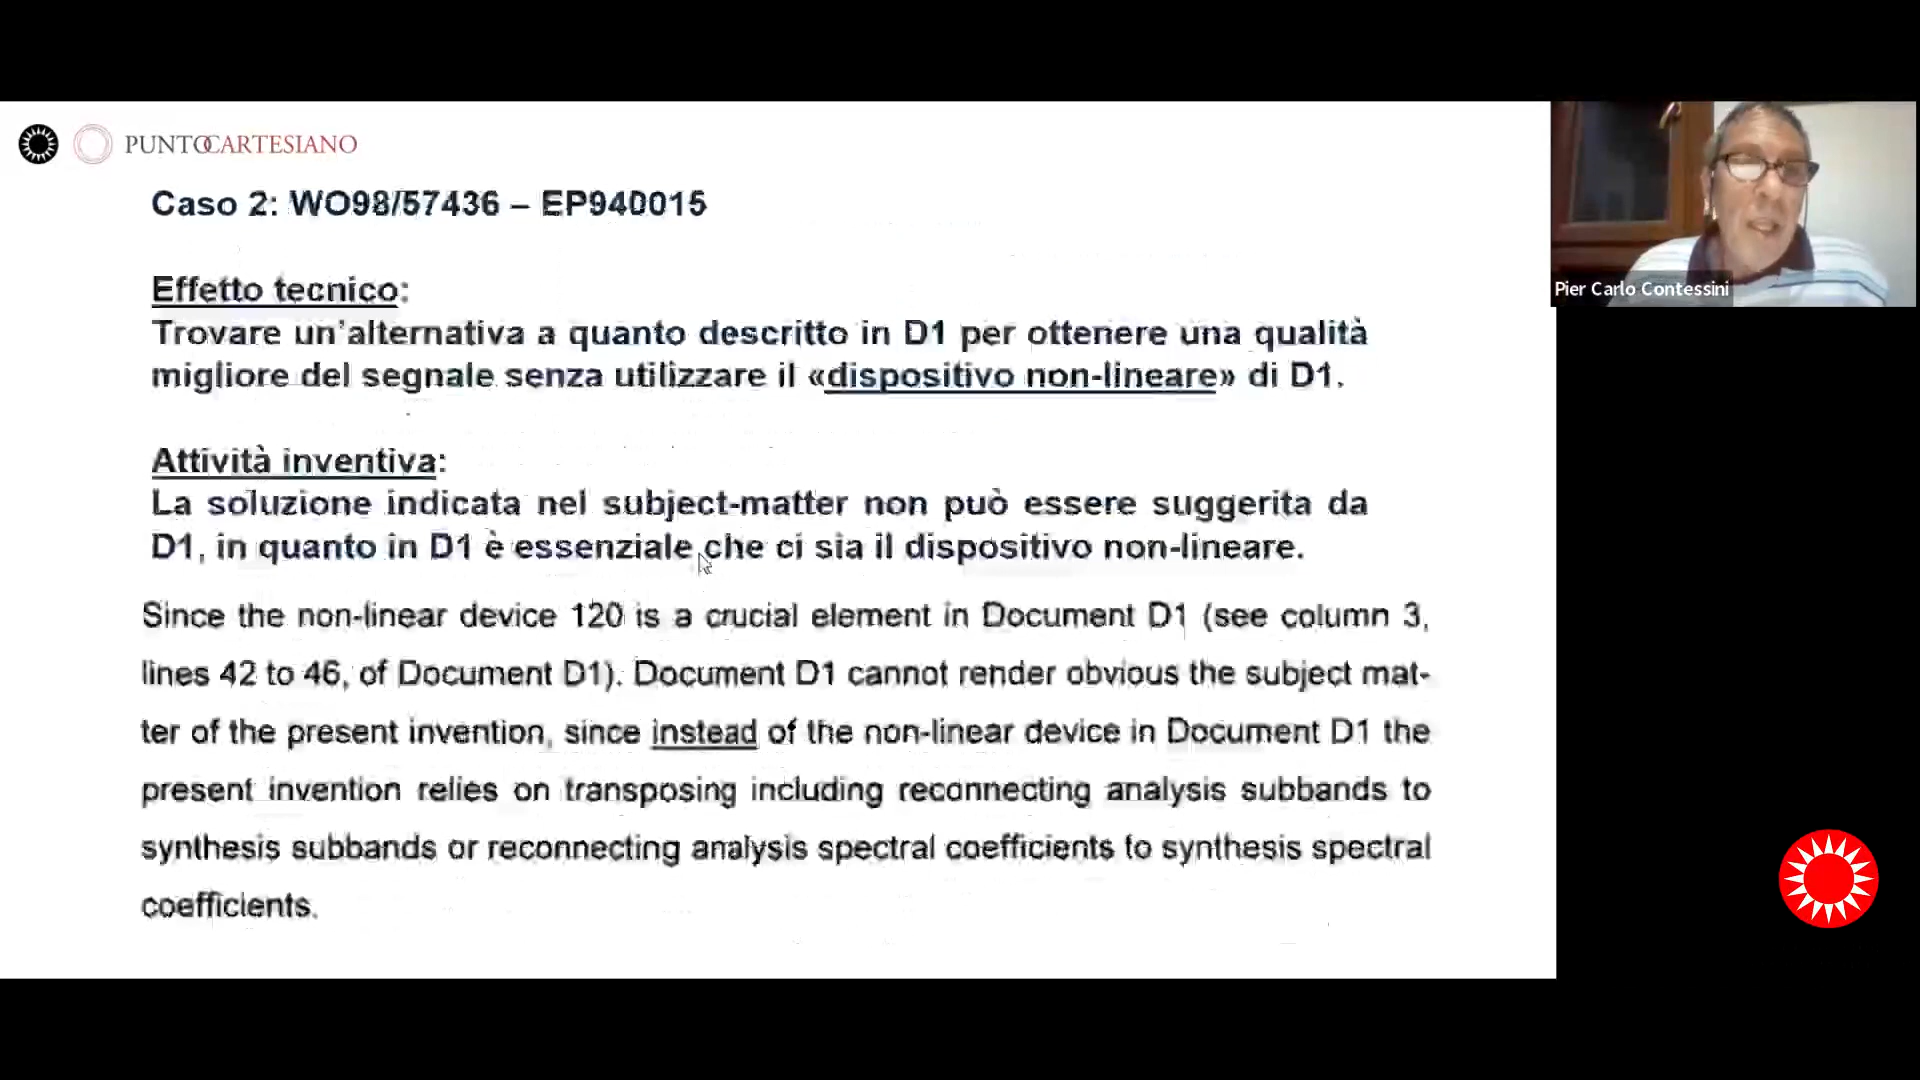 PUNTOCARTESIANO
Caso 2: WO98/57436 – EP940015
Effetto tecnico:
Trovare un'alternativa a quanto descritto in D1 per ottenere una qualità
migliore del segnale senza utilizzare il «dispositivo non-lineare» di D1.
Attività inventiva:
La soluzione indicata nel subject-matter non può essere suggerita da
D1, in quanto in D1 è essenziale che ci sia il dispositivo non-lineare.
Since the non-linear device 120 is a crucial element in Document D1 (see column 3,
lines 42 to 46, of Document D1). Document D1 cannot render obvious the subject mat-
ter of the present invention, since instead of the non-linear device in Document D1 the
present invention relies on transposing including reconnecting analysis subbands to
synthesis subbands or reconnecting analysis spectral coefficients to synthesis spectral
coefficients.
Pier Carlo Contessini